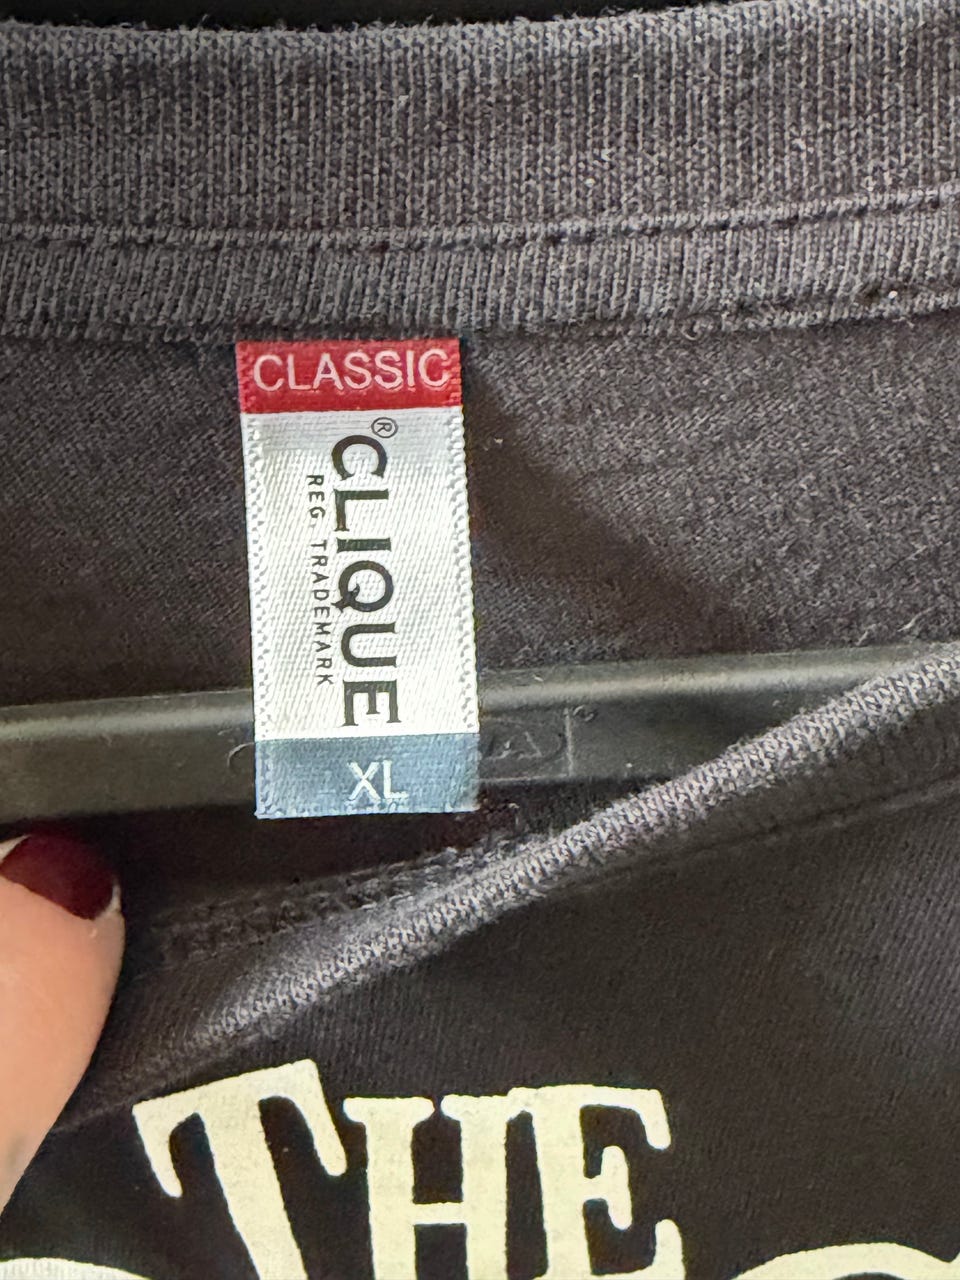 CLASSIC
CLIQUE®
REG. TRADEMARK
XL
THE